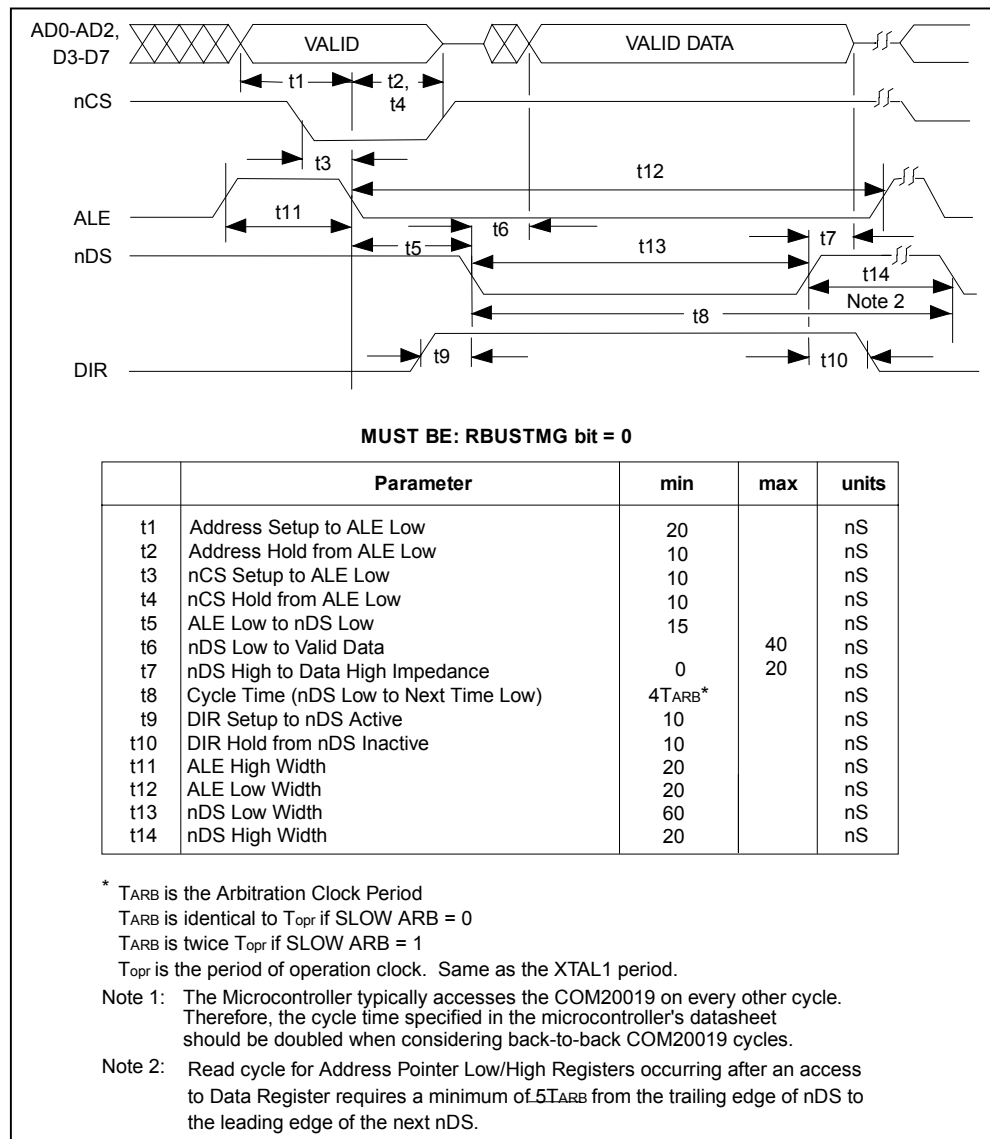 AD0-AD2,
D3-D7
VALID
VALID DATA
t1
t2,
t4
nCS
t3
t12
ALE
t11
t6
t7
t5
t13
nDS
t14
Note 2
t8
t9
t10
DIR
MUST BE: RBUSTMG bit = 0
Parameter min max units
t1 Address Setup to ALE Low 20 nS
t2 Address Hold from ALE Low 10 nS
t3 nCS Setup to ALE Low 10 nS
t4 nCS Hold from ALE Low 10 nS
t5 ALE Low to nDS Low 15 nS
t6 nDS Low to Valid Data 40 nS
t7 nDS High to Data High Impedance 0 20 nS
t8 Cycle Time (nDS Low to Next Time Low) 4TARB* nS
t9 DIR Setup to nDS Active 10 nS
t10 DIR Hold from nDS Inactive 10 nS
t11 ALE High Width 20 nS
t12 ALE Low Width 20 nS
t13 nDS Low Width 60 nS
t14 nDS High Width 20 nS
* TARB is the Arbitration Clock Period
TARB is identical to Topr if SLOW ARB = 0
TARB is twice Topr if SLOW ARB = 1
Topr is the period of operation clock. Same as the XTAL1 period.
Note 1: The Microcontroller typically accesses the COM20019 on every other cycle.
Therefore, the cycle time specified in the microcontroller's datasheet
should be doubled when considering back-to-back COM20019 cycles.
Note 2: Read cycle for Address Pointer Low/High Registers occurring after an access
to Data Register requires a minimum of 5TARB from the trailing edge of nDS to
the leading edge of the next nDS.